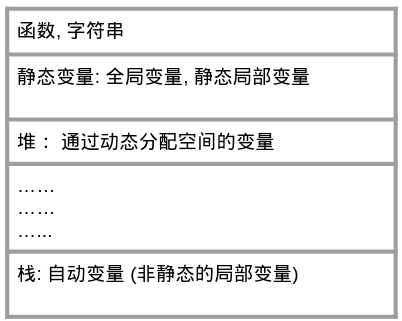 函数, 字符串
静态变量: 全局变量, 静态局部变量
堆： 通过动态分配空间的变量
……
……
…...
栈: 自动变量 (非静态的局部变量)